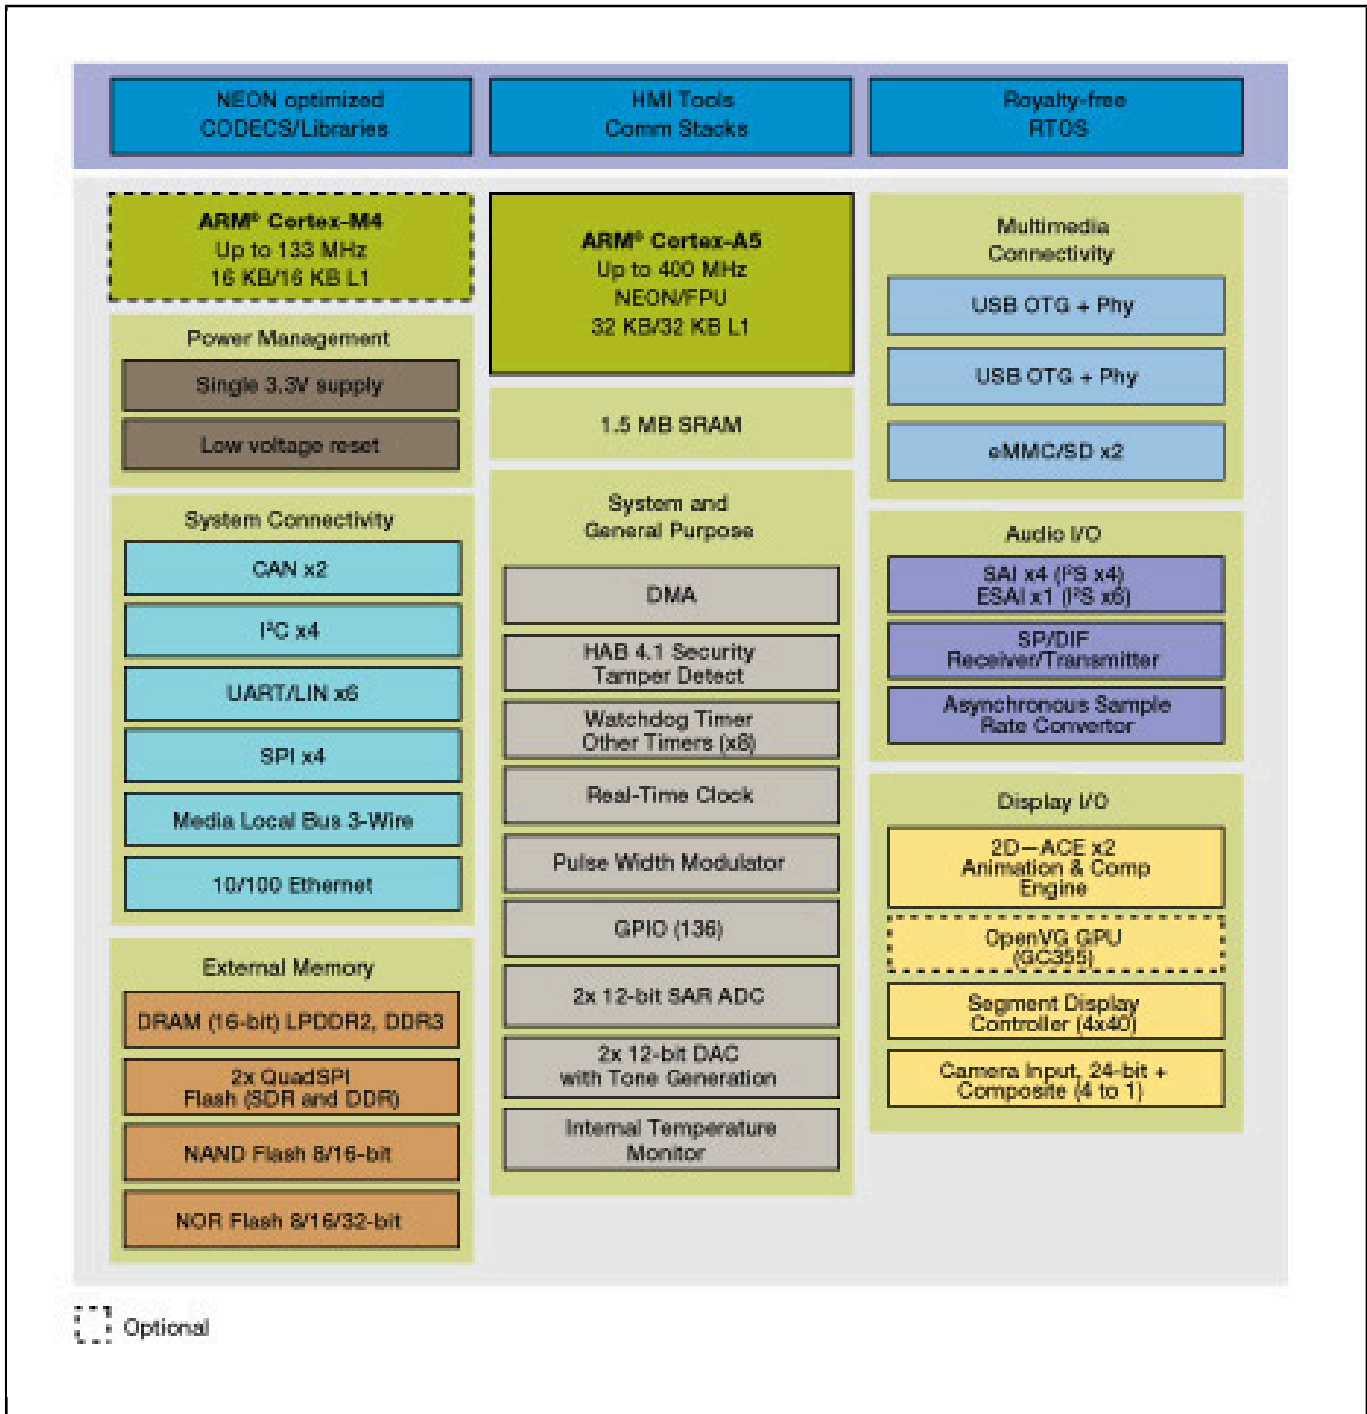 NEON optimized
CODECS/Libraries
HMI Tools
Comm Stacks
Royalty-free
RTOS
ARM® Cortex-M4
Up to 133 MHz
16 KB/16 KB L1
Power Management
Single 3.3V supply
Low voltage reset
System Connectivity
CAN x2
I²C x4
UART/LIN x6
SPI x4
Media Local Bus 3-Wire
10/100 Ethernet
External Memory
DRAM (16-bit) LPDDR2, DDR3
2x QuadSPI
Flash (SDR and DDR)
NAND Flash 8/16-bit
NOR Flash 8/16/32-bit
ARM® Cortex-A5
Up to 400 MHz
NEON/FPU
32 KB/32 KB L1
1.5 MB SRAM
System and
General Purpose
DMA
HAB 4.1 Security
Tamper Detect
Watchdog Timer
Other Timers (x8)
Real-Time Clock
Pulse Width Modulator
GPIO (136)
2x 12-bit SAR ADC
2x 12-bit DAC
with Tone Generation
Internal Temperature
Monitor
Multimedia
Connectivity
USB OTG + Phy
USB OTG + Phy
eMMC/SD x2
Audio I/O
SAI x4 (I²S x4)
ESAI x1 (I²S x6)
SP/DIF
Receiver/Transmitter
Asynchronous Sample
Rate Convertor
Display I/O
2D—ACE x2
Animation & Comp
Engine
OpenVG GPU
(GC355)
Segment Display
Controller (4x40)
Camera Input, 24-bit +
Composite (4 to 1)
Optional